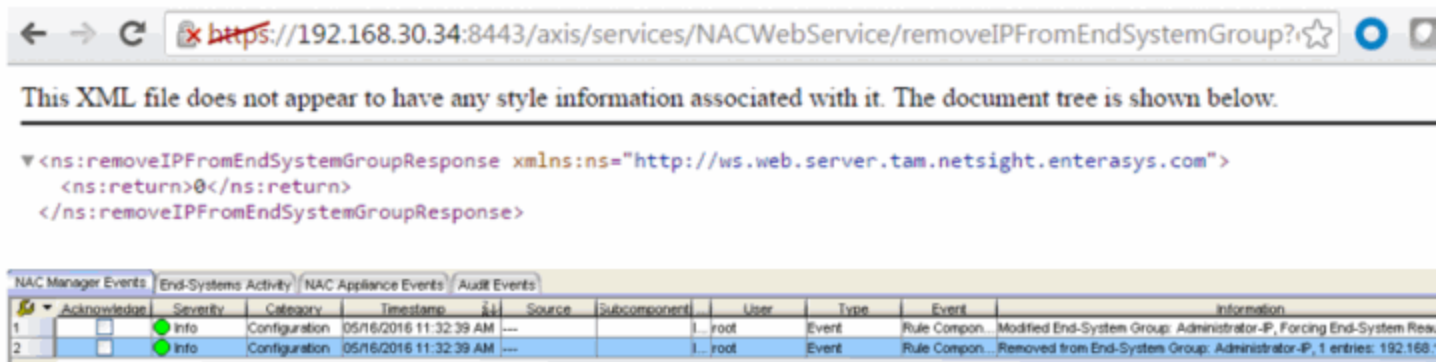 https://192.168.30.34:8443/axis/services/NACWebService/removeIPFromEndSystemGroup?
This XML file does not appear to have any style information associated with it. The document tree is shown below.
▼<ns:removeIPFromEndSystemGroupResponse xmlns:ns="http://ws.web.server.tam.netsight.enterasys.com">
<ns:return>0</ns:return>
</ns:removeIPFromEndSystemGroupResponse>
NAC Manager Events End-Systems Activity NAC Appliance Events Audit Events
Acknowledge Severity Category Timestamp Source Subcomponent User Type Event Information
1 Info Configuration 05/16/2016 11:32:39 AM --- I... root Event Rule Compon... Modified End-System Group: Administrator-IP, Forcing End-System Reau
2 Info Configuration 05/16/2016 11:32:39 AM --- I... root Event Rule Compon... Removed from End-System Group: Administrator-IP, 1 entries: 192.168.